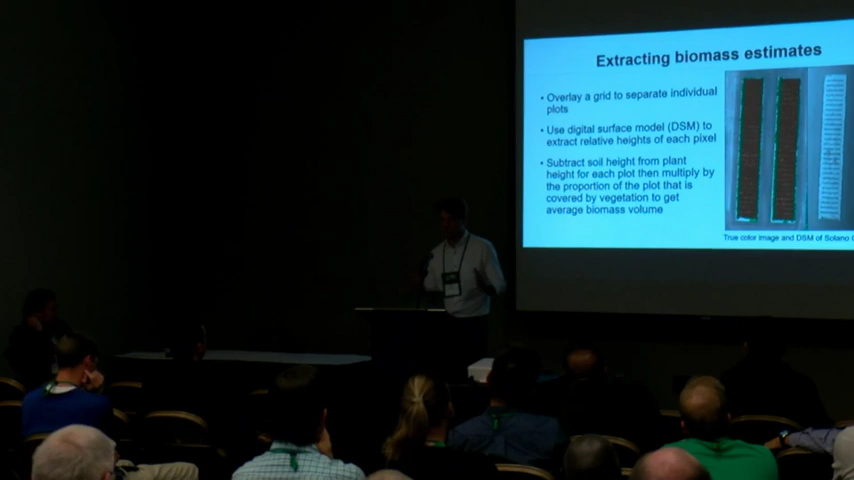 Extracting biomass estimates
• Overlay a grid to separate individual
plots
• Use digital surface model (DSM) to
extract relative heights of each pixel
• Subtract soil height from plant
height for each plot then multiply by
the proportion of the plot that is
covered by vegetation to get
average biomass volume
True color image and DSM of Solano